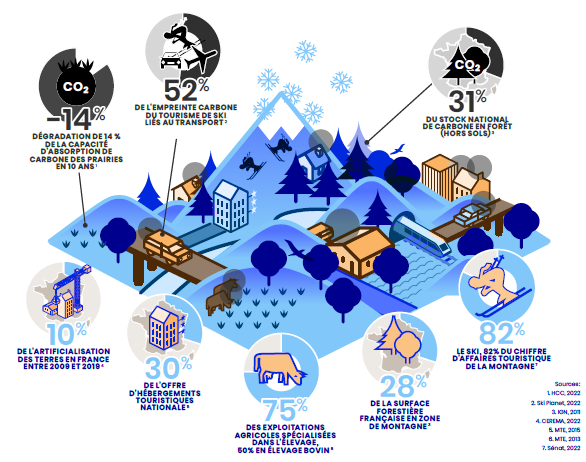 CO₂
-14%
DÉGRADATION DE 14 %
DE LA CAPACITÉ
D'ABSORPTION DE
CARBONE DES PRAIRIES
EN 10 ANS¹
52%
DE L'EMPREINTE CARBONE
DU TOURISME DE SKI
LIÉS AU TRANSPORT²
CO₂
31%
DU STOCK NATIONAL
DE CARBONE EN FORÊT
(HORS SOLS)³
10%
DE L'ARTIFICIALISATION
DES TERRES EN FRANCE
ENTRE 2009 ET 2019⁴
30%
DE L'OFFRE
D'HÉBERGEMENTS
TOURISTIQUES
NATIONALE⁵
75%
DES EXPLOITATIONS
AGRICOLES SPÉCIALISÉES
DANS L'ÉLEVAGE,
50% EN ÉLEVAGE BOVIN⁶
28%
DE LA SURFACE
FORESTIÈRE
FRANÇAISE EN ZONE
DE MONTAGNE³
82%
LE SKI, 82% DU CHIFFRE
D'AFFAIRES TOURISTIQUE
DE LA MONTAGNE⁷
Sources:
1. HCC, 2022
2. Ski Planet, 2022
3. IGN, 2011
4. CEREMA, 2022
5. MTE, 2015
6. MTE, 2013
7. Sénat, 2022